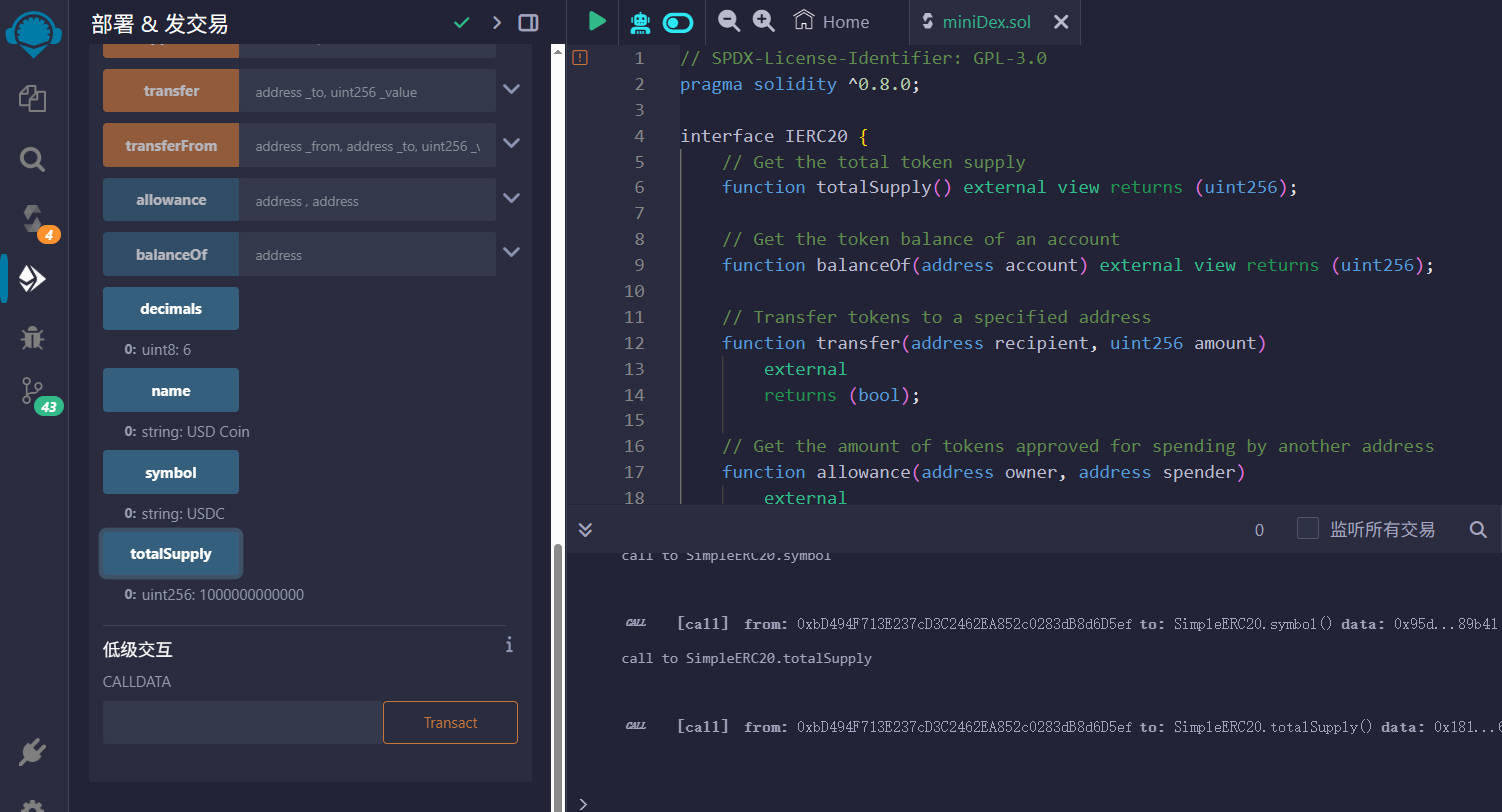 部署 & 发交易
transfer
address _to, uint256 _value
transferFrom
address _from, address _to, uint256 _v
allowance
address , address
balanceOf
address
decimals
0: uint8: 6
name
0: string: USD Coin
symbol
0: string: USDC
totalSupply
0: uint256: 1000000000000
低级交互
i
CALLDATA
Transact
4
43
Home
miniDex.sol
1 // SPDX-License-Identifier: GPL-3.0
2 pragma solidity ^0.8.0;
3
4 interface IERC20 {
5 // Get the total token supply
6 function totalSupply() external view returns (uint256);
7
8 // Get the token balance of an account
9 function balanceOf(address account) external view returns (uint256);
10
11 // Transfer tokens to a specified address
12 function transfer(address recipient, uint256 amount)
13 external
14 returns (bool);
15
16 // Get the amount of tokens approved for spending by another address
17 function allowance(address owner, address spender)
18 external
0 监听所有交易
call to SimpleERC20.symbol
CALL [call] from: 0xbD494F713E237cD3C2462EA852c0283dB8d6D5ef to: SimpleERC20.symbol() data: 0x95d...89b41
call to SimpleERC20.totalSupply
CALL [call] from: 0xbD494F713E237cD3C2462EA852c0283dB8d6D5ef to: SimpleERC20.totalSupply() data: 0x181...
>